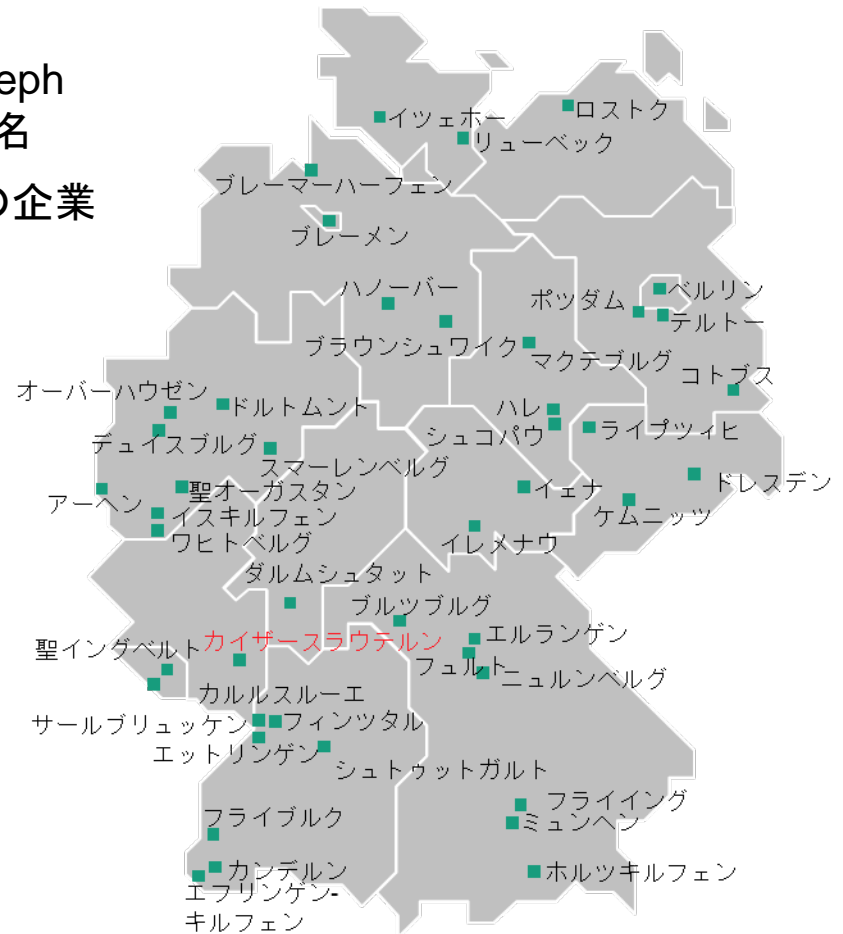 eph
名
の企業
イツェホー
ロストク
リューベック
ブレーマーハーフェン
ブレーメン
ハノーバー
ポツダム
ベルリン
テルトー
ブラウンシュワイク
マクテブルグ
コトブス
オーバーハウゼン
ドルトムント
ハレ
シュコパウ
ライプツィヒ
デュイスブルグ
スマーレンベルグ
ドレスデン
アーヘン
聖オーガスタン
イェナ
イスキルフェン
ケムニッツ
ワヒトベルグ
イレメナウ
ダルムシュタット
ブルツブルグ
カイザースラウテルン
エルランゲン
聖イングベルト
フュルト
ニュルンベルグ
カルルスルーエ
サールブリュッケン
フィンツタル
エットリンゲン
シュトゥットガルト
フライイング
フライブルク
ミュンヘン
カンデルン
ホルツキルフェン
エフリンゲン-
キルフェン